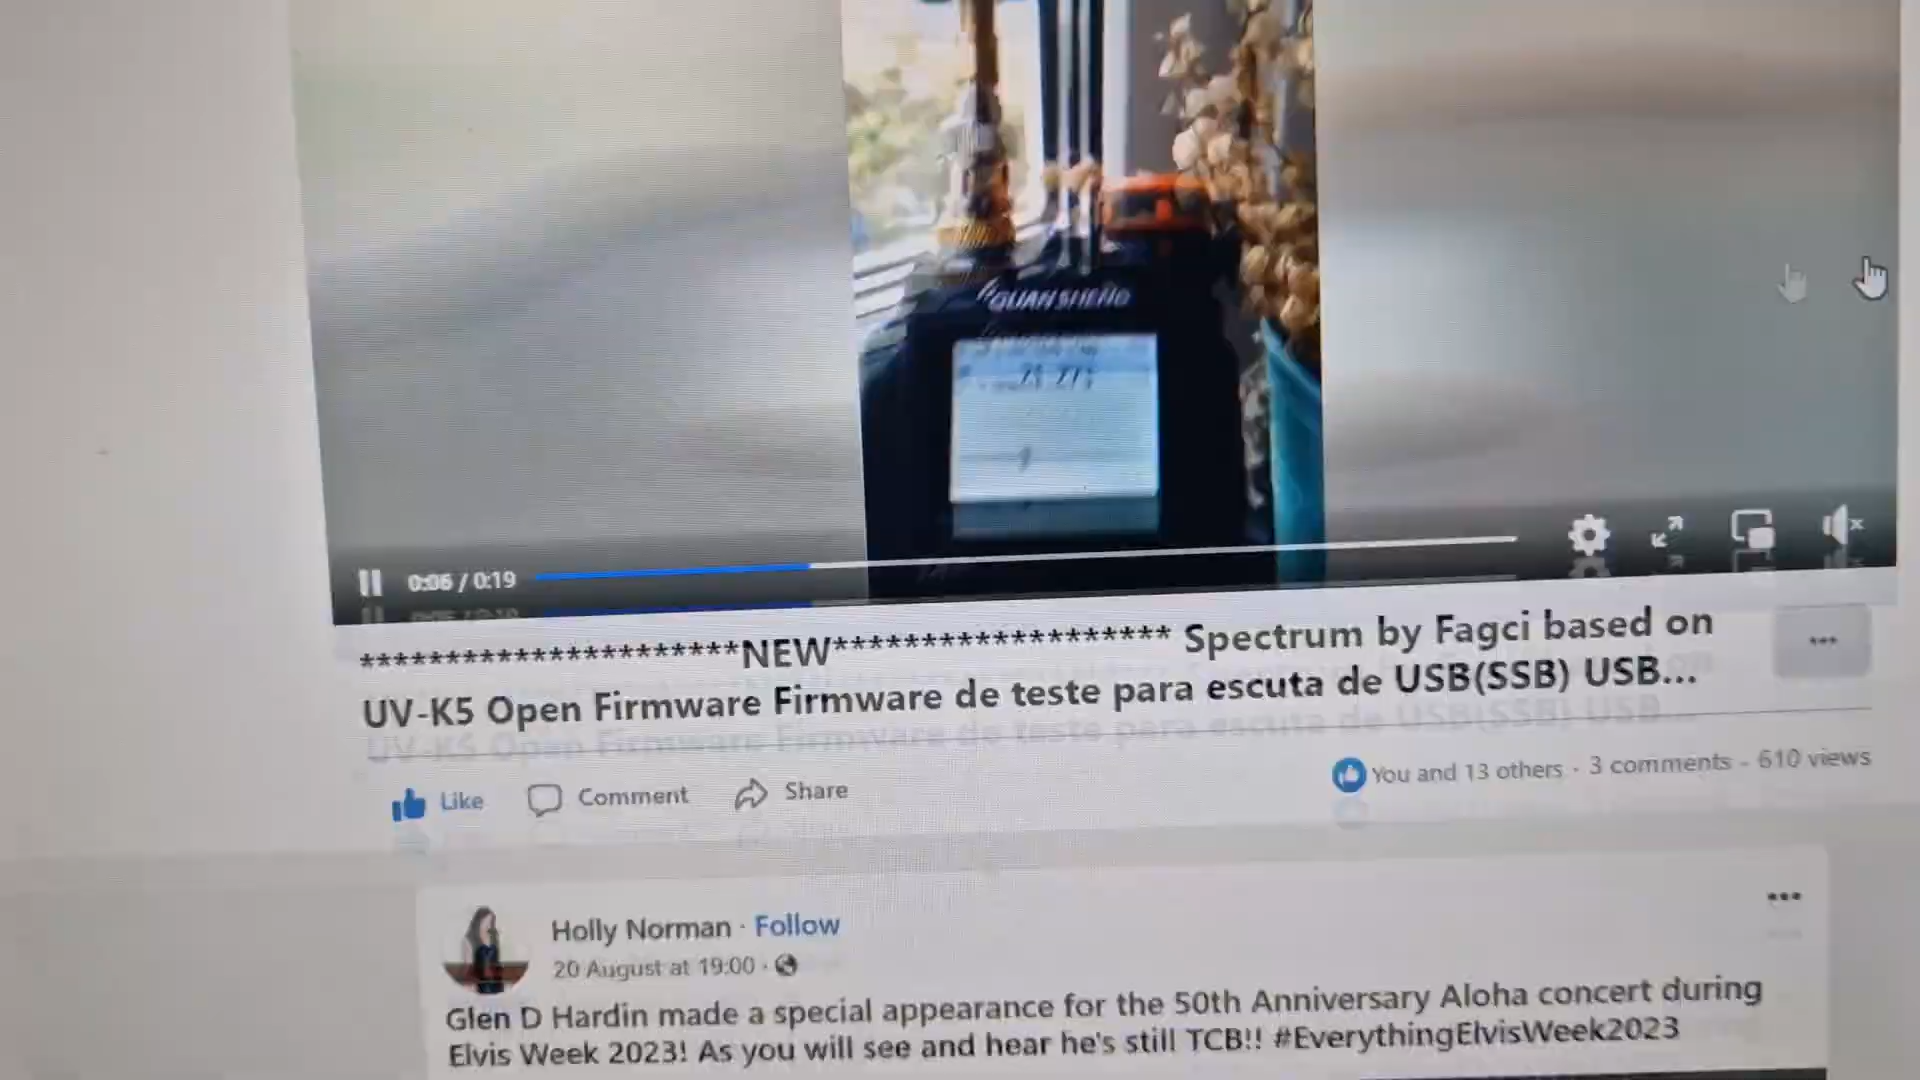 QUANSHENG
0:06 / 0:19
**********************NEW******************** Spectrum by Fagci based on
UV-K5 Open Firmware Firmware de teste para escuta de USB(SSB) USB...
Like Comment Share
You and 13 others · 3 comments · 610 views
Holly Norman · Follow
20 August at 19:00 ·
Glen D Hardin made a special appearance for the 50th Anniversary Aloha concert during
Elvis Week 2023! As you will see and hear he's still TCB!! #EverythingElvisWeek2023